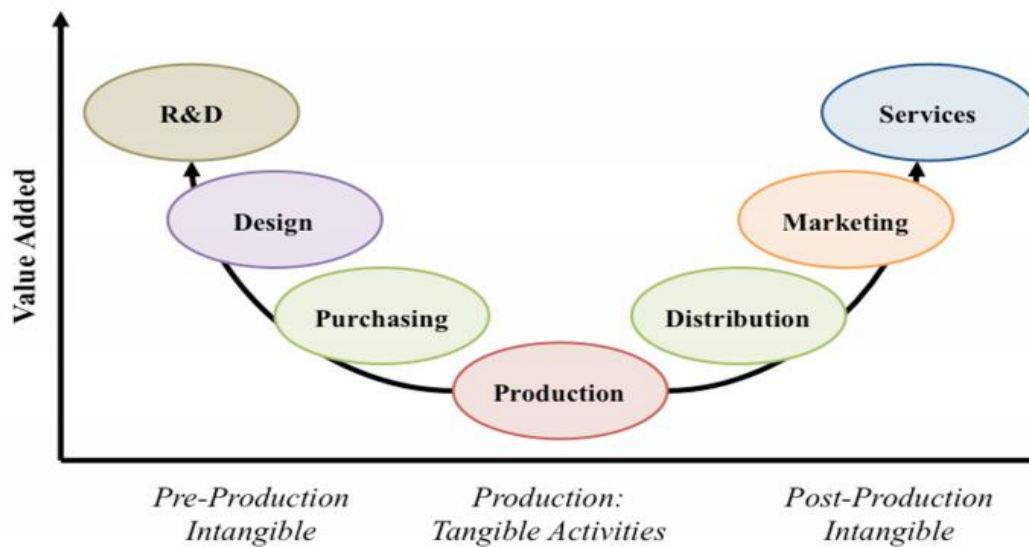 Value Added
R&D
Services
Design
Marketing
Purchasing
Distribution
Production
Pre-Production
Intangible
Production:
Tangible Activities
Post-Production
Intangible